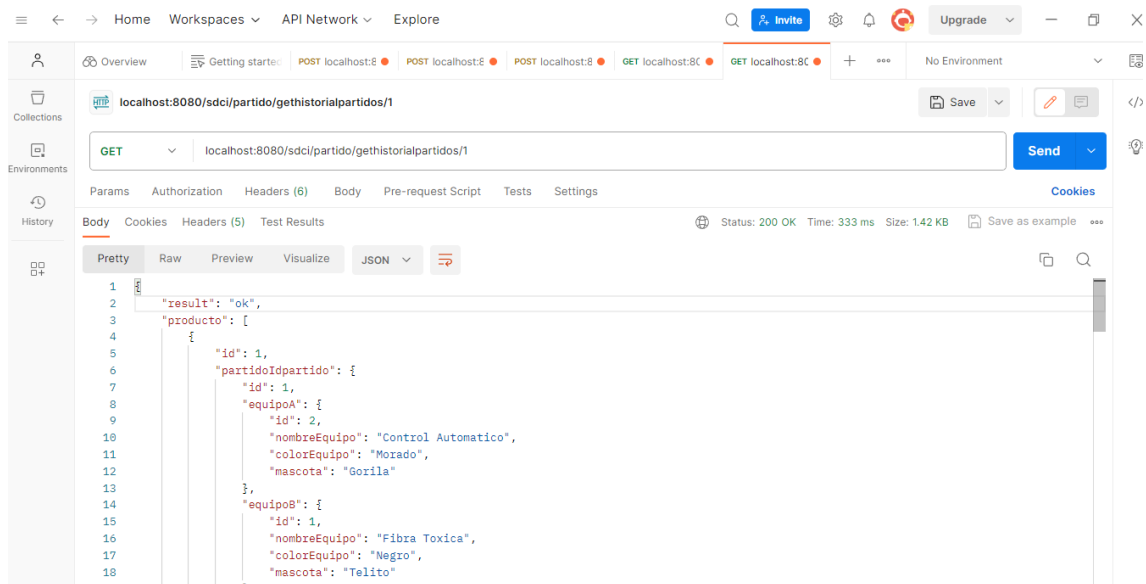 Home Workspaces API Network Explore Invite Upgrade
Overview Getting started POST localhost:8 POST localhost:8 POST localhost:8 GET localhost:8( GET localhost:8( No Environment
HTTP localhost:8080/sdci/partido/gethistorialpartidos/1 Save
GET localhost:8080/sdci/partido/gethistorialpartidos/1 Send
Params Authorization Headers (6) Body Pre-request Script Tests Settings Cookies
Body Cookies Headers (5) Test Results Status: 200 OK Time: 333 ms Size: 1.42 KB Save as example
Pretty Raw Preview Visualize JSON
Collections
Environments
History
1 {
2 "result": "ok",
3 "producto": [
4 {
5 "id": 1,
6 "partidoIdpartido": {
7 "id": 1,
8 "equipoA": {
9 "id": 2,
10 "nombreEquipo": "Control Automatico",
11 "colorEquipo": "Morado",
12 "mascota": "Gorila"
13 },
14 "equipoB": {
15 "id": 1,
16 "nombreEquipo": "Fibra Toxica",
17 "colorEquipo": "Negro",
18 "mascota": "Telito"